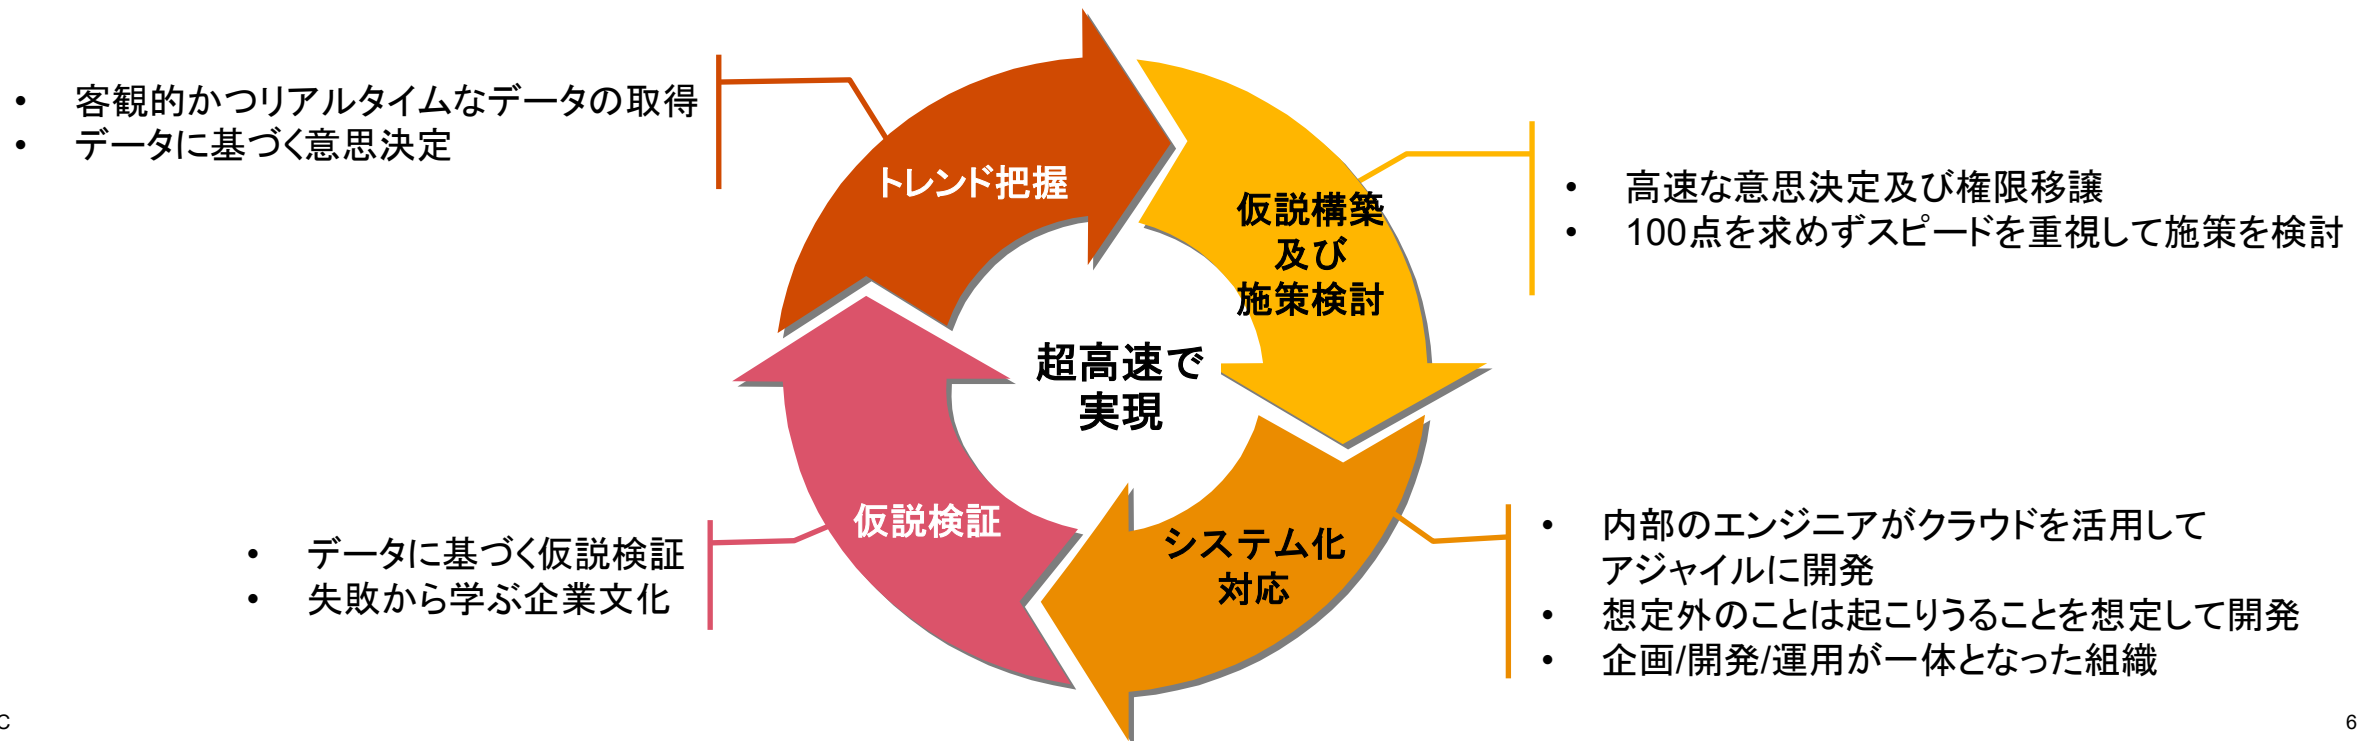 • 客観的かつリアルタイムなデータの取得
• データに基づく意思決定
トレンド把握
仮説構築
及び
施策検討
• 高速な意思決定及び権限移譲
• 100点を求めずスピードを重視して施策を検討
超高速で
実現
仮説検証
• データに基づく仮説検証
• 失敗から学ぶ企業文化
システム化
対応
• 内部のエンジニアがクラウドを活用して
アジャイルに開発
• 想定外のことは起こりうることを想定して開発
• 企画/開発/運用が一体となった組織
C
6